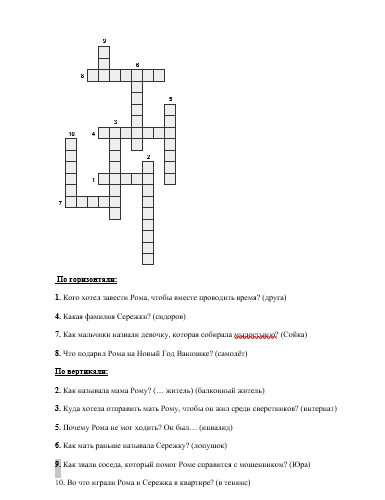 9
6
8
5
3
10
4
2
1
7
По горизонтали:
1. Кого хотел завести Рома, чтобы вместе проводить время? (друга)
4. Какая фамилия Сережки? (сидоров)
7. Как мальчики назвали девочку, которая собирала милостыню? (Сойка)
8. Что подарил Рома на Новый Год Ванюшке? (самолёт)
По вертикали:
2. Как называла мама Рому? (… житель) (балконный житель)
3. Куда хотела отправить мать Рому, чтобы он жил среди сверстников? (интернат)
5. Почему Рома не мог ходить? Он был… (инвалид)
6. Как мать раньше называла Сережку? (лопушок)
9. Как звали соседа, который помог Роме справится с мошенником? (Юра)
10. Во что играли Рома и Сережка в квартире? (в теннис)